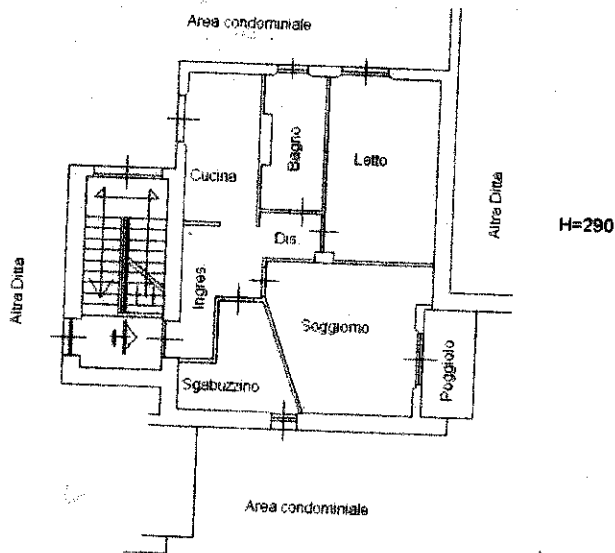 Area condominiale
Cucina
Bagno
Letto
Altra Ditta
H=290
Dis.
Altra Ditta
Ingres.
Soggiorno
Sgabuzzino
Poggiolo
Area condominiale